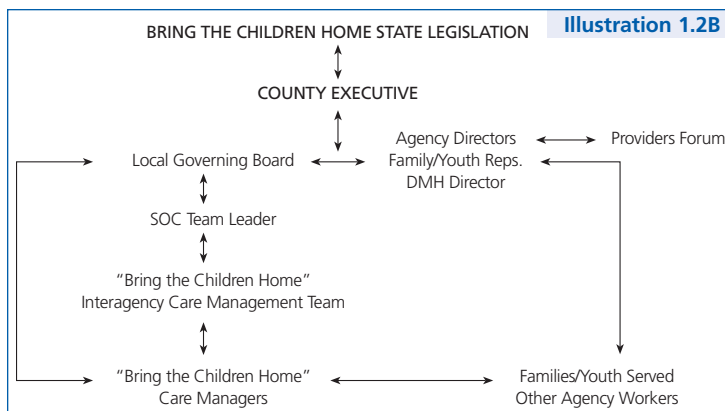 Illustration 1.2B
BRING THE CHILDREN HOME STATE LEGISLATION
COUNTY EXECUTIVE
Local Governing Board
Agency Directors
Family/Youth Reps.
DMH Director
Providers Forum
SOC Team Leader
“Bring the Children Home”
Interagency Care Management Team
“Bring the Children Home”
Care Managers
Families/Youth Served
Other Agency Workers